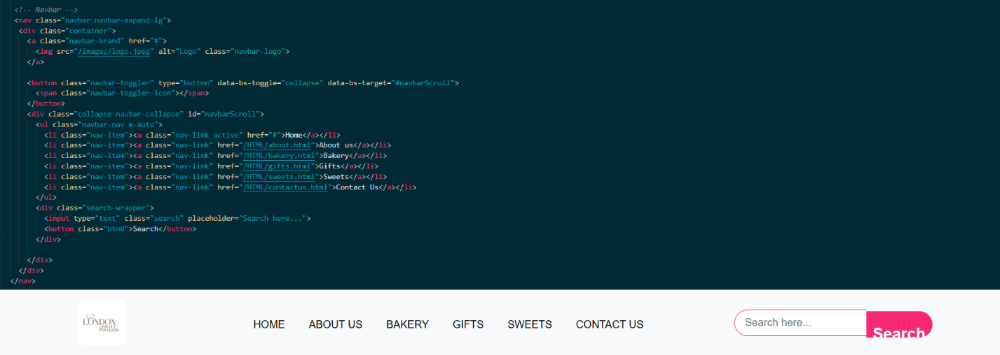 <!-- Navbar -->
<nav class="navbar navbar-expand-lg">
<div class="container">
<a class="navbar-brand" href="#">
<img src="/images/logo.jpeg" alt="Logo" class="navbar-logo">
</a>
<button class="navbar-toggler" type="button" data-bs-toggle="collapse" data-bs-target="#navbarScroll">
<span class="navbar-toggler-icon"></span>
</button>
<div class="collapse navbar-collapse" id="navbarScroll">
<ul class="navbar-nav m-auto">
<li class="nav-item"><a class="nav-link active" href="#">Home</a></li>
<li class="nav-item"><a class="nav-link" href="/HTML/about.html">About us</a></li>
<li class="nav-item"><a class="nav-link" href="/HTML/bakery.html">Bakery</a></li>
<li class="nav-item"><a class="nav-link" href="/HTML/gifts.html">Gifts</a></li>
<li class="nav-item"><a class="nav-link" href="/HTML/sweets.html">Sweets</a></li>
<li class="nav-item"><a class="nav-link" href="/HTML/contactus.html">Contact Us</a></li>
</ul>
<div class="search-wrapper">
<input type="text" class="search" placeholder="Search here...">
<button class="btn0">Search</button>
</div>
</div>
</div>
</nav>
LONDON
SWEET
&BAKERS
HOME ABOUT US BAKERY GIFTS SWEETS CONTACT US Search here... Search